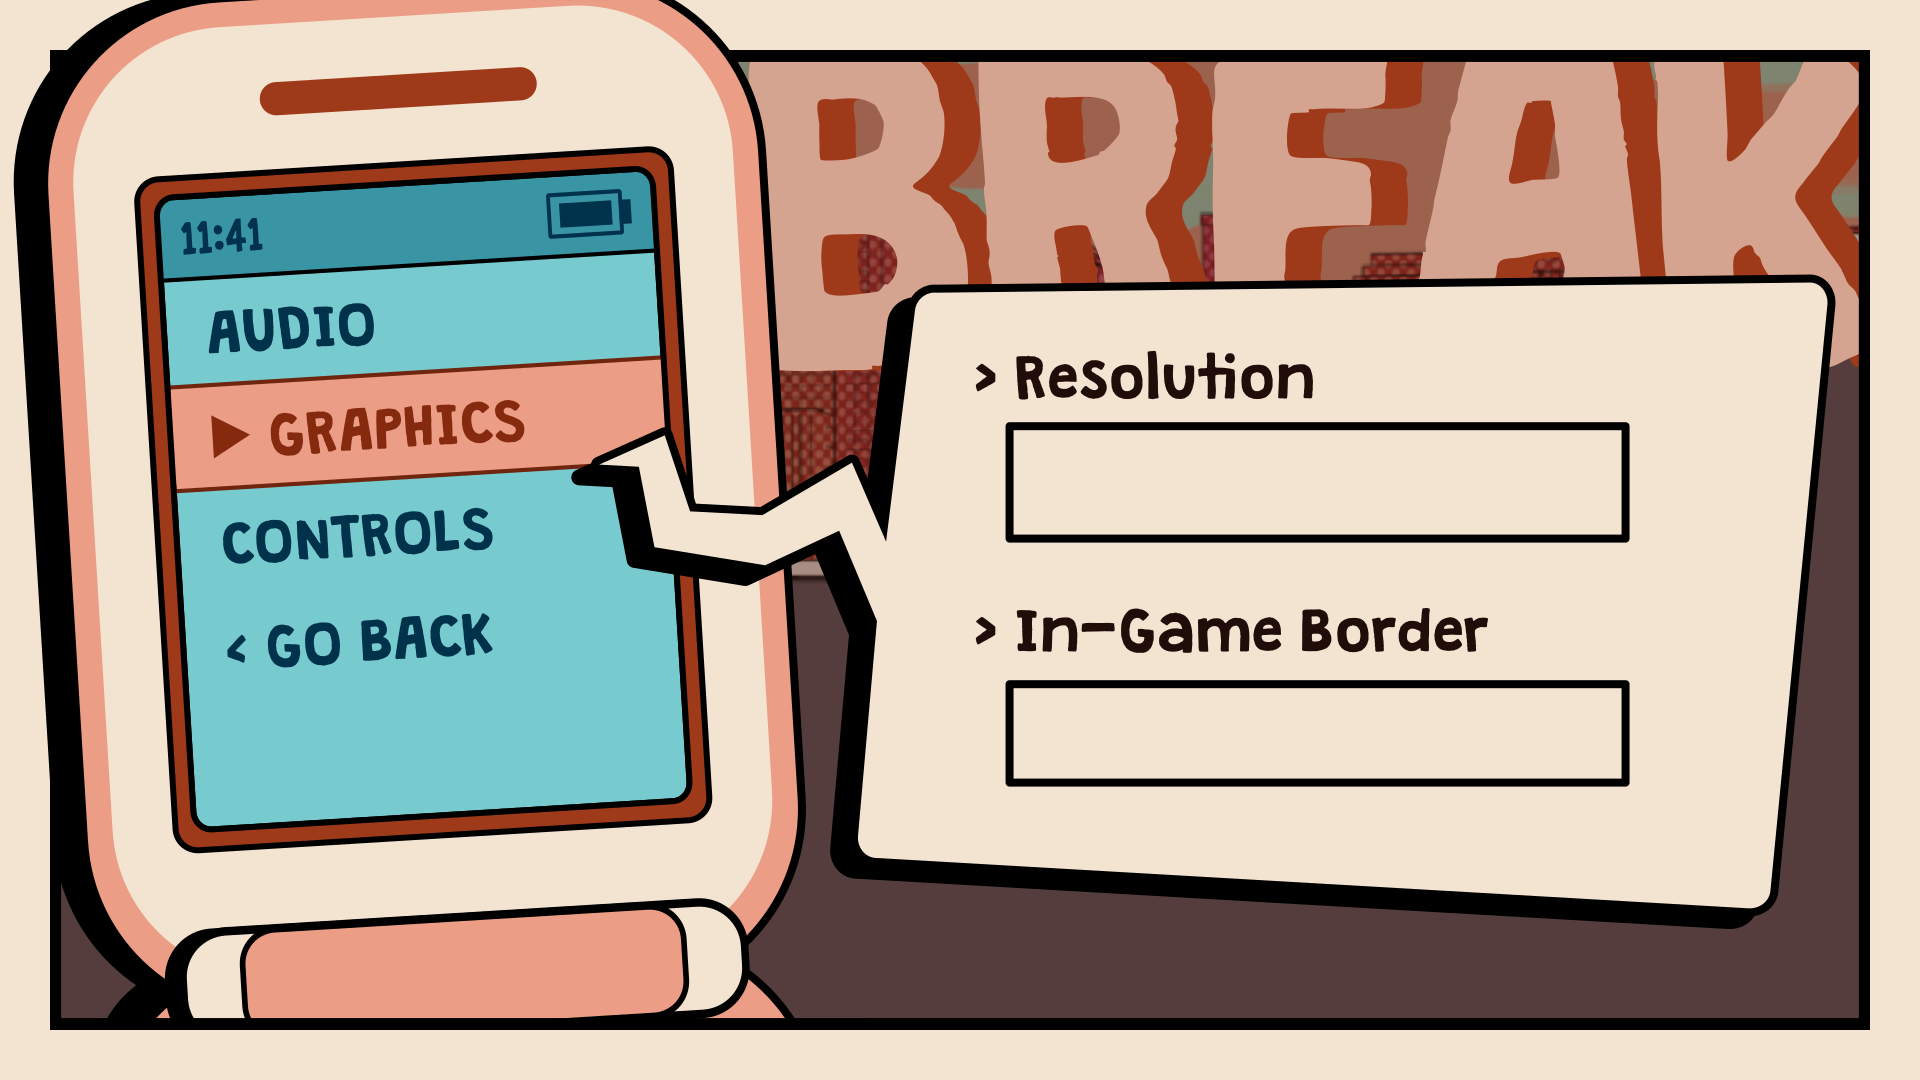 BREAK
11:41
AUDIO
GRAPHICS
CONTROLS
< GO BACK
> Resolution
> In-Game Border